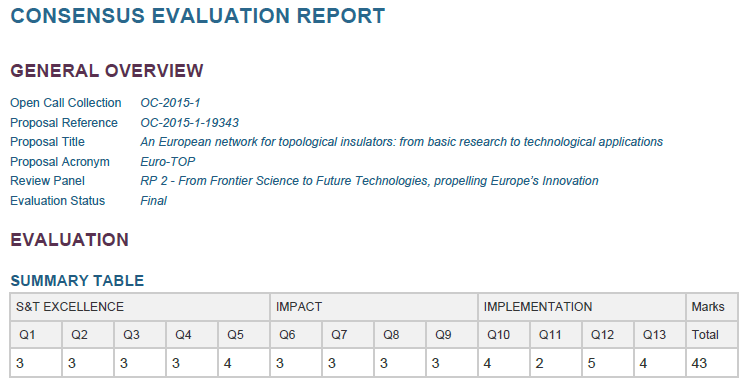 CONSENSUS EVALUATION REPORT
GENERAL OVERVIEW
Open Call Collection OC-2015-1
Proposal Reference OC-2015-1-19343
Proposal Title An European network for topological insulators: from basic research to technological applications
Proposal Acronym Euro-TOP
Review Panel RP 2 - From Frontier Science to Future Technologies, propelling Europe's Innovation
Evaluation Status Final
EVALUATION
SUMMARY TABLE
S&T EXCELLENCE IMPACT IMPLEMENTATION Marks
Q1 Q2 Q3 Q4 Q5 Q6 Q7 Q8 Q9 Q10 Q11 Q12 Q13 Total
3 3 3 3 4 3 3 3 3 4 2 5 4 43